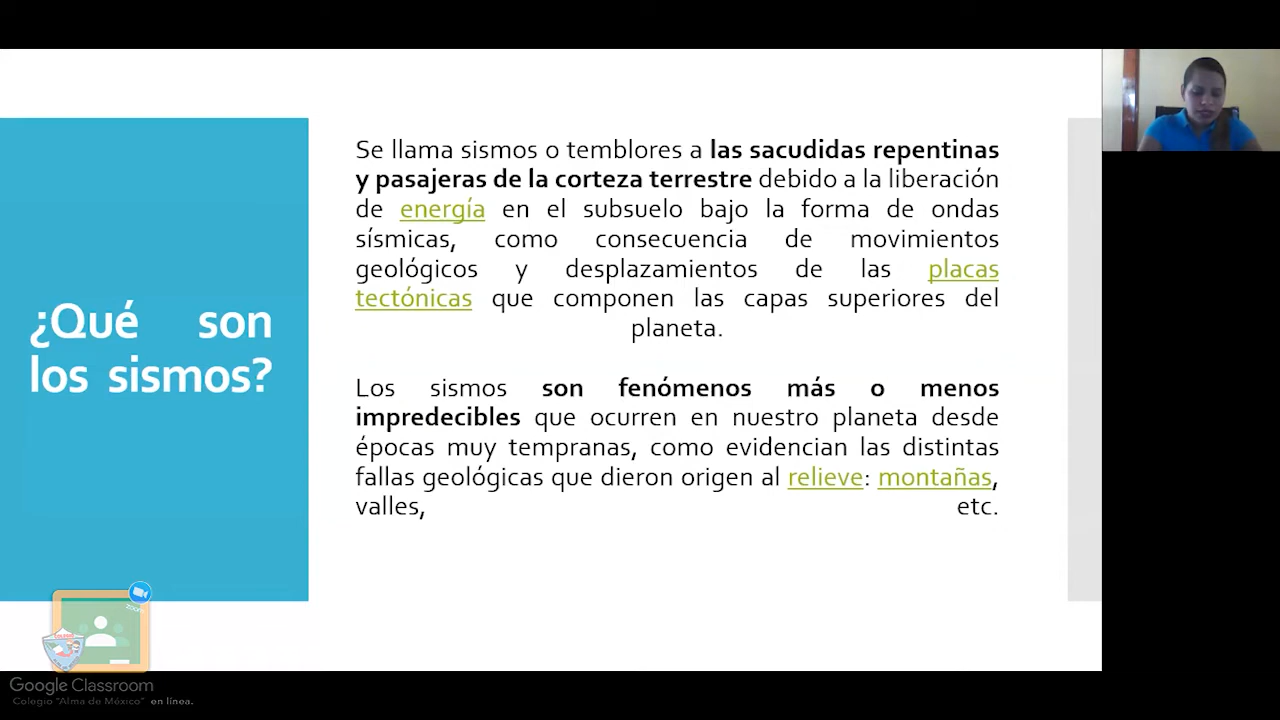 ¿Qué son
los sismos?
Se llama sismos o temblores a las sacudidas repentinas
y pasajeras de la corteza terrestre debido a la liberación
de energía en el subsuelo bajo la forma de ondas
sísmicas, como consecuencia de movimientos
geológicos y desplazamientos de las placas
tectónicas que componen las capas superiores del
planeta.
Los sismos son fenómenos más o menos
impredecibles que ocurren en nuestro planeta desde
épocas muy tempranas, como evidencian las distintas
fallas geológicas que dieron origen al relieve: montañas,
valles, etc.
zoom
Google Classroom
Colegio "Alma de México" en línea.